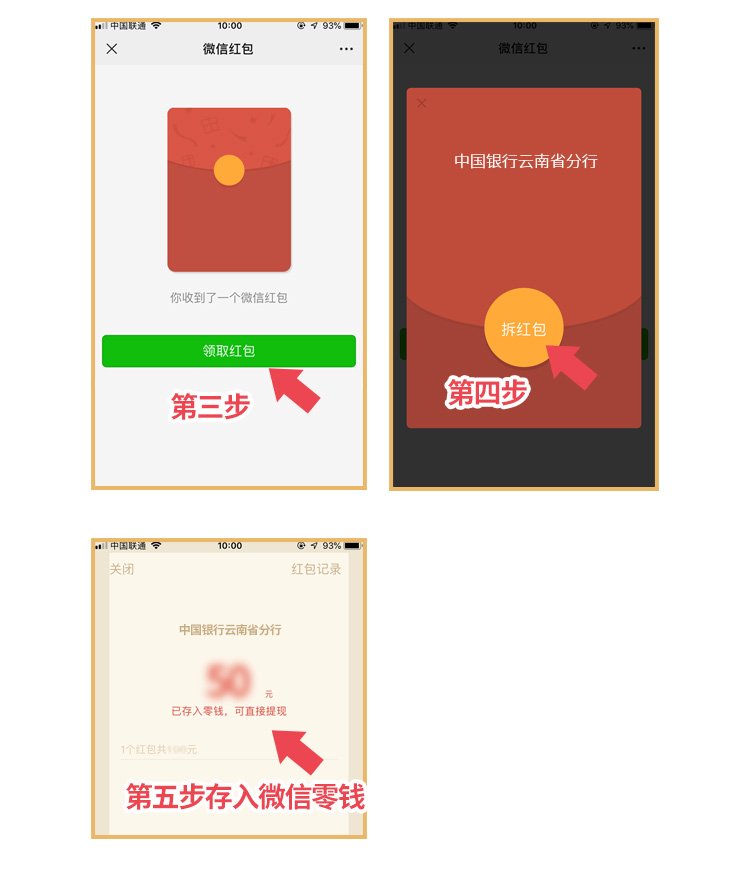 中国联通 10:00 93%
微信红包
你收到了一个微信红包
领取红包
第三步
中国联通 10:00 93%
微信红包
中国银行云南省分行
拆红包
第四步
中国联通 10:00 93%
关闭 红包记录
中国银行云南省分行
50 元
已存入零钱，可直接提现
1个红包共 元
第五步存入微信零钱